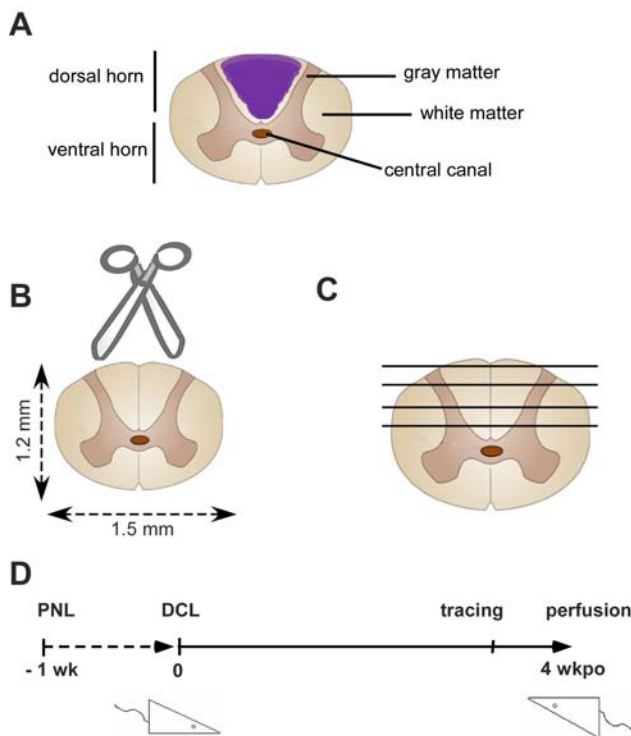 A
dorsal horn
gray matter
white matter
ventral horn
central canal
B
C
1.2 mm
1.5 mm
D
PNL DCL tracing perfusion
- 1 wk 0 4 wkpo